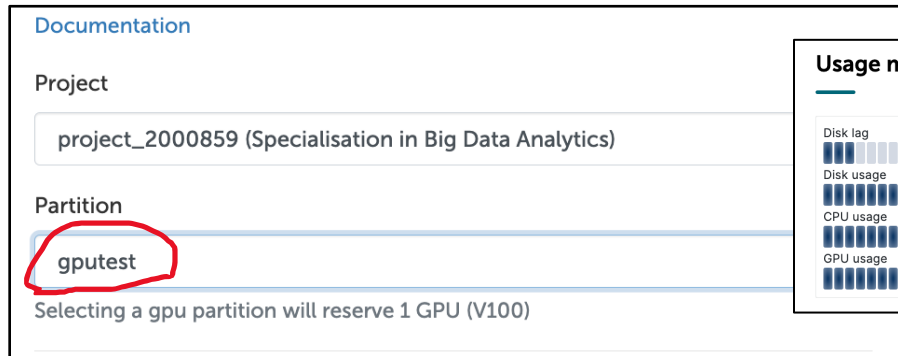 Documentation
Project
project_2000859 (Specialisation in Big Data Analytics)
Partition
gputest
Selecting a gpu partition will reserve 1 GPU (V100)
Usage
Disk lag
Disk usage
CPU usage
GPU usage